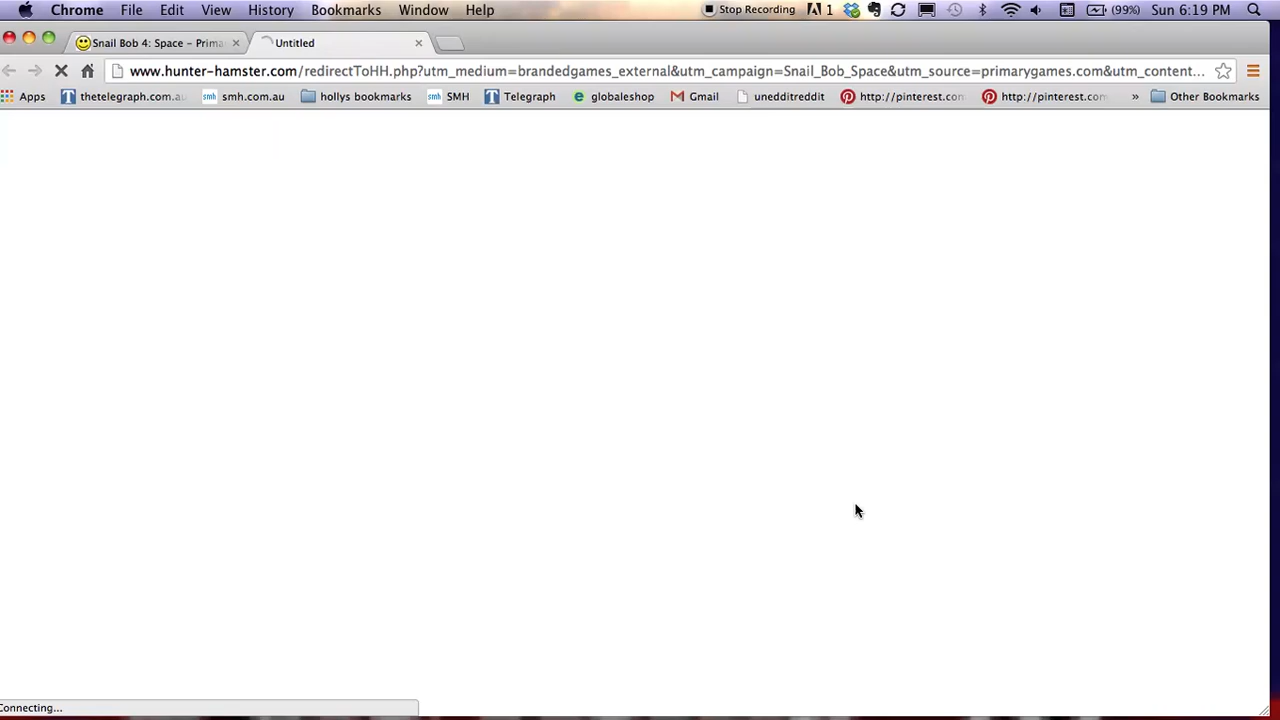 Chrome File Edit View History Bookmarks Window Help Stop Recording 1 (99%) Sun 6:19 PM
Snail Bob 4: Space – Prima Untitled
www.hunter-hamster.com/redirectToHH.php?utm_medium=brandedgames_external&utm_campaign=Snail_Bob_Space&utm_source=primarygames.com&utm_content...
Apps thetelegraph.com.au smh.com.au hollys bookmarks SMH Telegraph globaleshop Gmail unedditreddit http://pinterest.com http://pinterest.com » Other Bookmarks
Connecting...